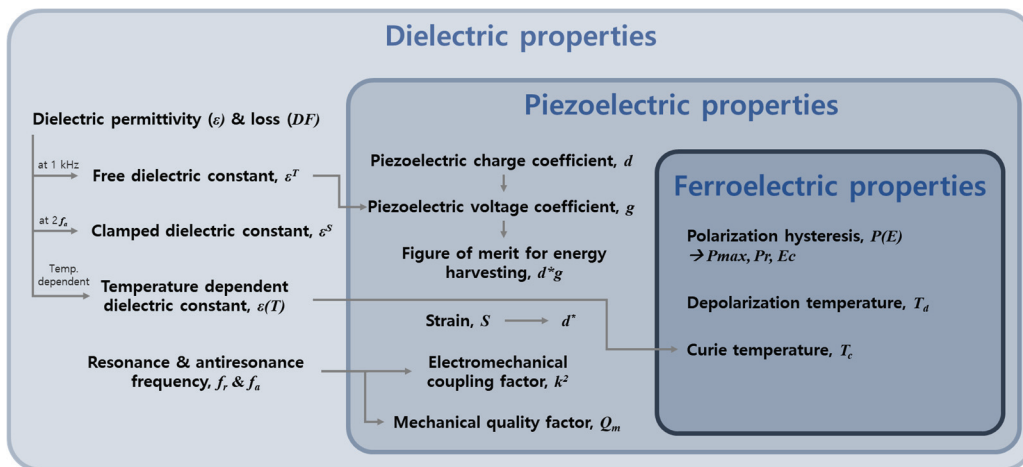 Dielectric properties
Dielectric permittivity (ε) & loss (DF)
at 1 kHz
Free dielectric constant, ε^T
at 2f_a
Clamped dielectric constant, ε^S
Temp.
dependent
Temperature dependent
dielectric constant, ε(T)
Resonance & antiresonance
frequency, f_r & f_a
Piezoelectric properties
Piezoelectric charge coefficient, d
Piezoelectric voltage coefficient, g
Figure of merit for energy
harvesting, d*g
Strain, S → d*
Electromechanical
coupling factor, k²
Mechanical quality factor, Q_m
Ferroelectric properties
Polarization hysteresis, P(E)
→ Pmax, Pr, Ec
Depolarization temperature, T_d
Curie temperature, T_c